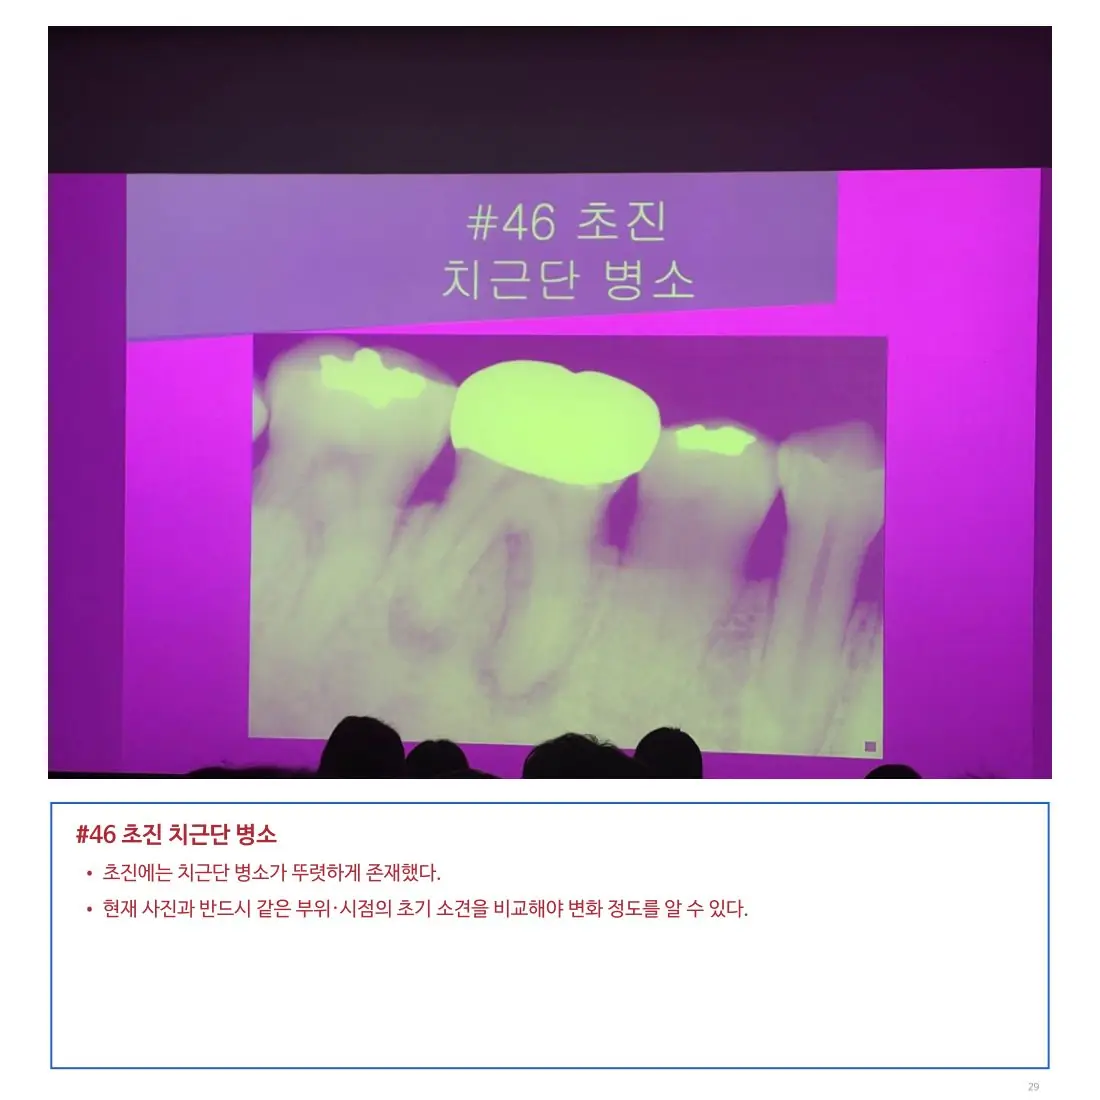 #46 초진
치근단 병소
#46 초진 치근단 병소
• 초진에는 치근단 병소가 뚜렷하게 존재했다.
• 현재 사진과 반드시 같은 부위·시점의 초기 소견을 비교해야 변화 정도를 알 수 있다.
29